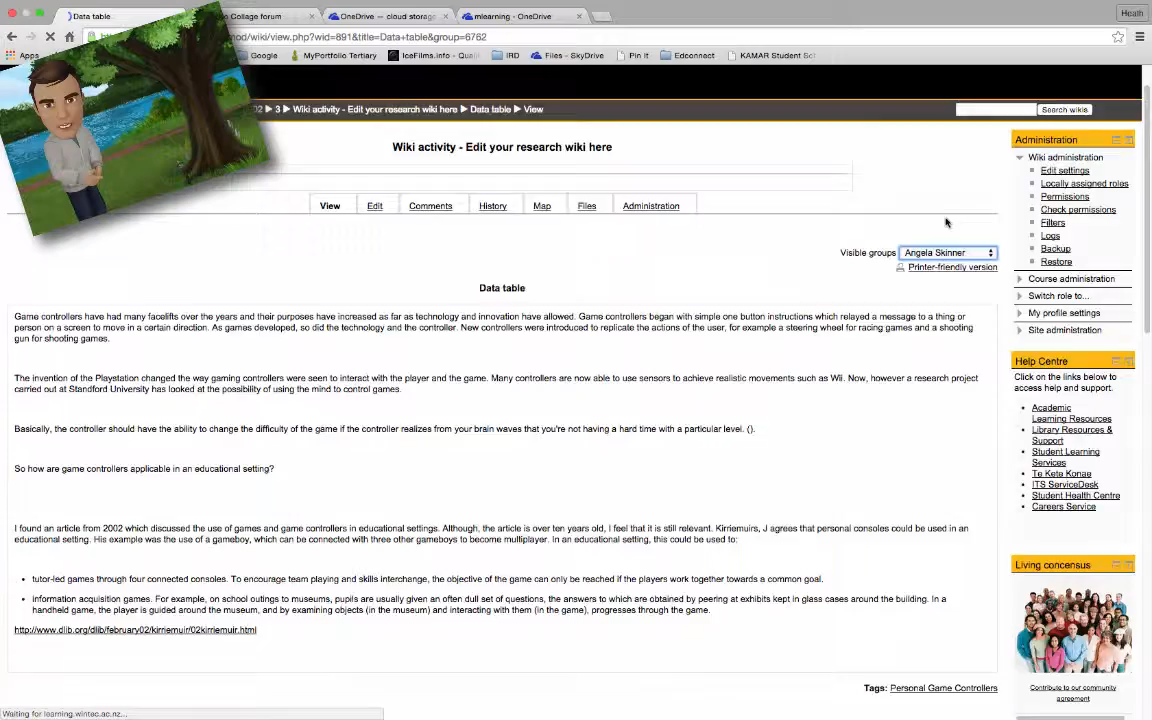 Data table
Collage forum
OneDrive — cloud storage
mlearning - OneDrive
Heath
nod/wiki/view.php?wid=891&title=Data+table&group=6762
Apps
Google
MyPortfolio Tertiary
IceFilms.info - Quali
IRD
Files - SkyDrive
Pin It
Edconnect
KAMAR Student
3 ▶ Wiki activity - Edit your research wiki here ▶ Data table ▶ View
Search wikis
Wiki activity - Edit your research wiki here
View
Edit
Comments
History
Map
Files
Administration
Visible groups Angela Skinner
Printer-friendly version
Data table
Game controllers have had many facelifts over the years and their purposes have increased as far as technology and innovation have allowed. Game controllers began with simple one button instructions which relayed a message to a thing or
person on a screen to move in a certain direction. As games developed, so did the technology and the controller. New controllers were introduced to replicate the actions of the user, for example a steering wheel for racing games and a shooting
gun for shooting games.
The invention of the Playstation changed the way gaming controllers were seen to interact with the player and the game. Many controllers are now able to use sensors to achieve realistic movements such as Wii. Now, however a research project
carried out at Standford University has looked at the possibility of using the mind to control games.
Basically, the controller should have the ability to change the difficulty of the game if the controller realizes from your brain waves that you're not having a hard time with a particular level. ().
So how are game controllers applicable in an educational setting?
I found an article from 2002 which discussed the use of games and game controllers in educational settings. Although, the article is over ten years old, I feel that it is still relevant. Kirriemuirs, J agrees that personal consoles could be used in an
educational setting. His example was the use of a gameboy, which can be connected with three other gameboys to become multiplayer. In an educational setting, this could be used to:
• tutor-led games through four connected consoles. To encourage team playing and skills interchange, the objective of the game can only be reached if the players work together towards a common goal.
• information acquisition games. For example, on school outings to museums, pupils are usually given an often dull set of questions, the answers to which are obtained by peering at exhibits kept in glass cases around the building. In a
handheld game, the player is guided around the museum, and by examining objects (in the museum) and interacting with them (in the game), progresses through the game.
http://www.dlib.org/dlib/february02/kirriemuir/02kirriemuir.html
Tags: Personal Game Controllers
Administration
Wiki administration
Edit settings
Locally assigned roles
Permissions
Check permissions
Filters
Logs
Backup
Restore
Course administration
Switch role to...
My profile settings
Site administration
Help Centre
Click on the links below to
access help and support.
• Academic
Learning Resources
• Library Resources &
Support
• Student Learning
Services
• Te Kete Konae
• ITS ServiceDesk
• Student Health Centre
• Careers Service
Living concensus
Contribute to our community
agreement
Waiting for learning.wintec.ac.nz...